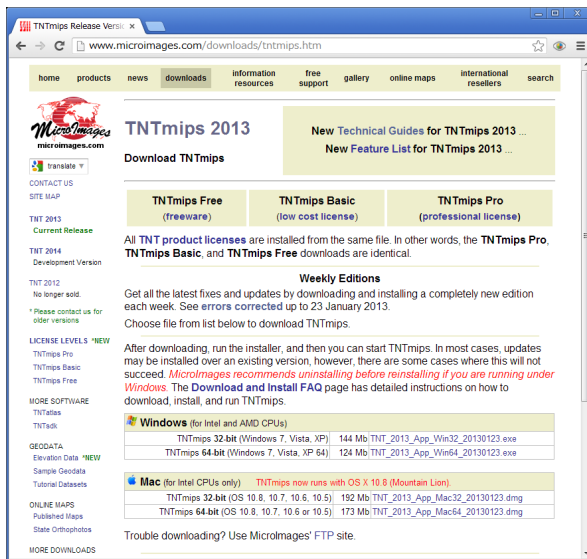 TNTmips Release Versic
www.microimages.com/downloads/tntmips.htm
home products news downloads information resources free support gallery online maps international resellers search
MicroImages
microimages.com
translate
CONTACT US
SITE MAP
TNT 2013
Current Release
TNT 2014
Development Version
TNT 2012
No longer sold.
* Please contact us for
older versions
LICENSE LEVELS *NEW
TNTmips Pro
TNTmips Basic
TNTmips Free
MORE SOFTWARE
TNTatlas
TNTsdk
GEODATA
Elevation Data *NEW
Sample Geodata
Tutorial Datasets
ONLINE MAPS
Published Maps
State Orthophotos
MORE DOWNLOADS
TNTmips 2013
Download TNTmips
New Technical Guides for TNTmips 2013 ...
New Feature List for TNTmips 2013 ...
TNTmips Free
(freeware)
TNTmips Basic
(low cost license)
TNTmips Pro
(professional license)
All TNT product licenses are installed from the same file. In other words, the TNTmips Pro,
TNTmips Basic, and TNTmips Free downloads are identical.
Weekly Editions
Get all the latest fixes and updates by downloading and installing a completely new edition
each week. See errors corrected up to 23 January 2013.
Choose file from list below to download TNTmips.
After downloading, run the installer, and then you can start TNTmips. In most cases, updates
may be installed over an existing version, however, there are some cases where this will not
succeed. MicroImages recommends uninstalling before reinstalling if you are running under
Windows. The Download and Install FAQ page has detailed instructions on how to
download, install, and run TNTmips.
Windows (for Intel and AMD CPUs)
TNTmips 32-bit (Windows 7, Vista, XP) 144 Mb TNT_2013_App_Win32_20130123.exe
TNTmips 64-bit (Windows 7, Vista, XP 64) 124 Mb TNT_2013_App_Win64_20130123.exe
Mac (for Intel CPUs only) TNTmips now runs with OS X 10.8 (Mountain Lion).
TNTmips 32-bit (OS 10.8, 10.7, 10.6, 10.5) 192 Mb TNT_2013_App_Mac32_20130123.dmg
TNTmips 64-bit (OS 10.8, 10.7, 10.6 or 10.5) 173 Mb TNT_2013_App_Mac64_20130123.dmg
Trouble downloading? Use MicroImages' FTP site.